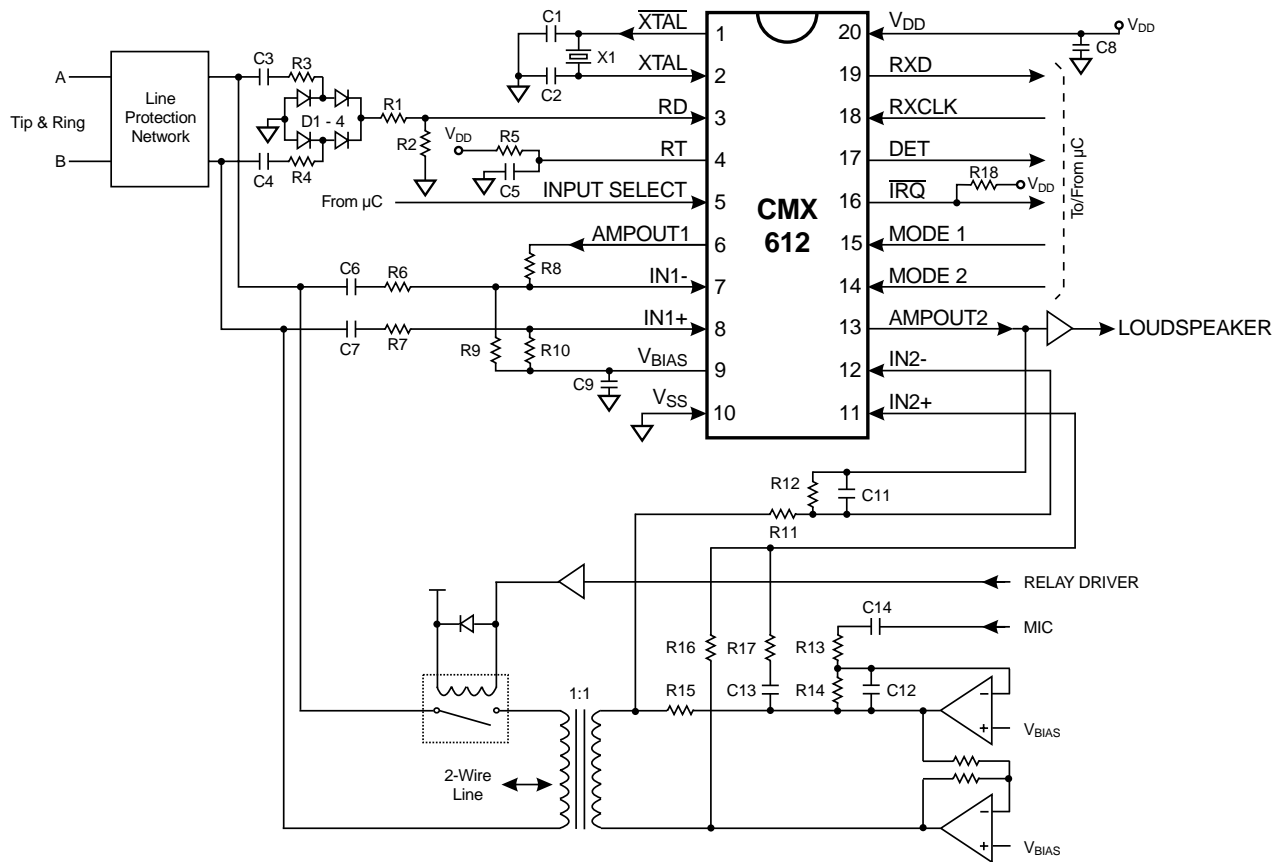 C1
XTAL
1
20
VDD
VDD
C8
X1
A
C3
R3
XTAL
2
19
RXD
C2
Line
Protection
Network
Tip & Ring
D1 - 4
R1
RD
3
18
RXCLK
R2
VDD
R5
B
C4
R4
C5
RT
4
17
DET
To/From µC
From µC
INPUT SELECT
5
CMX
612
16
IRQ
R18
VDD
AMPOUT1
6
15
MODE 1
R8
C6
R6
IN1-
7
14
MODE 2
C7
R7
IN1+
8
13
AMPOUT2
LOUDSPEAKER
R9
R10
VBIAS
9
12
IN2-
C9
VSS
10
11
IN2+
R12
C11
R11
RELAY DRIVER
C14
MIC
R16
R17
R13
1:1
R15
C13
R14
C12
-
+
VBIAS
2-Wire
Line
-
+
VBIAS